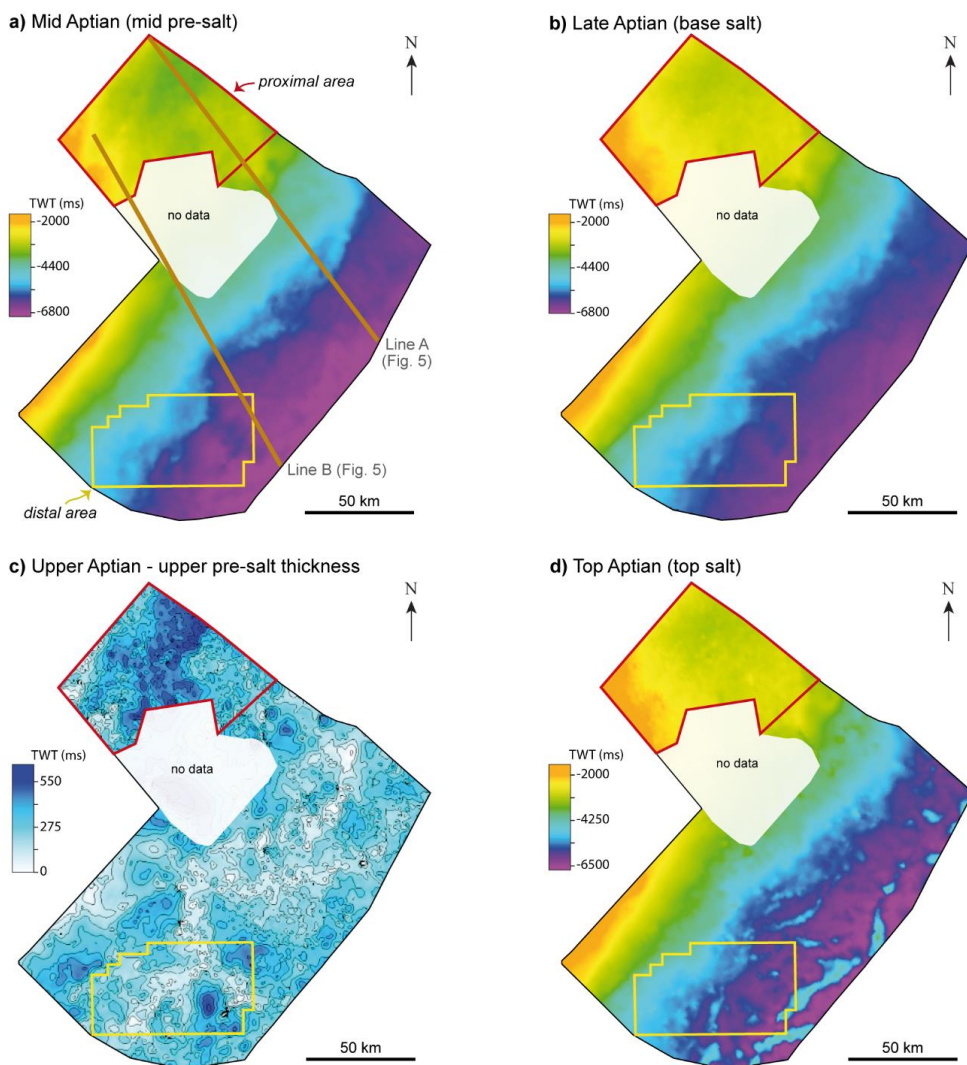 a) Mid Aptian (mid pre-salt)
N
proximal area
no data
TWT (ms)
-2000
-4400
-6800
Line A
(Fig. 5)
Line B (Fig. 5)
distal area
50 km
b) Late Aptian (base salt)
N
no data
TWT (ms)
-2000
-4400
-6800
50 km
c) Upper Aptian - upper pre-salt thickness
N
no data
TWT (ms)
550
275
0
50 km
d) Top Aptian (top salt)
N
no data
TWT (ms)
-2000
-4250
-6500
50 km